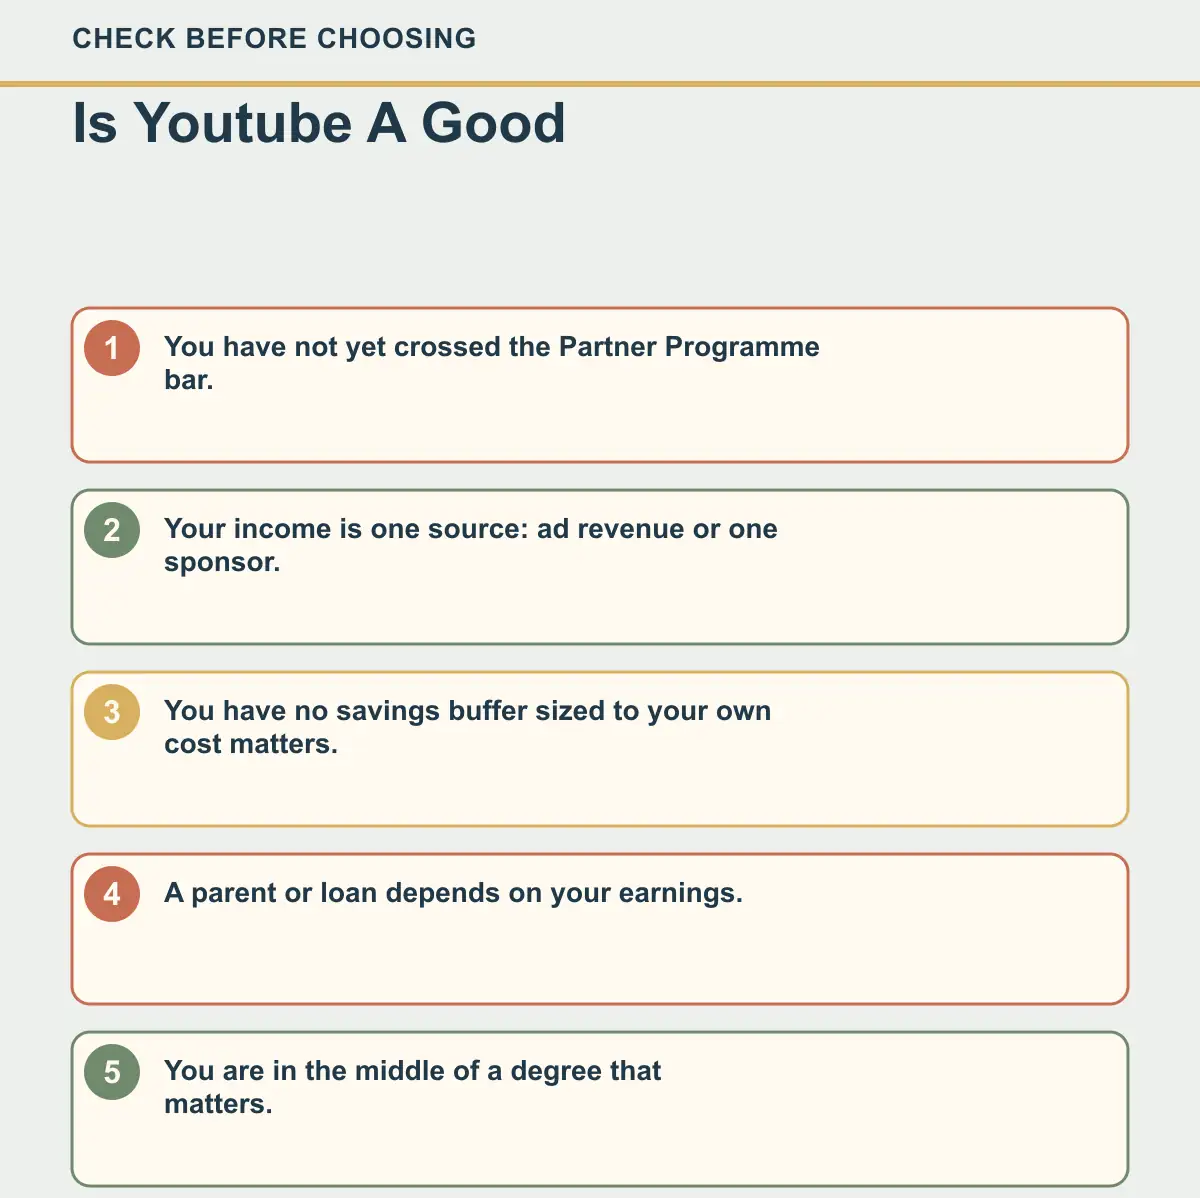 CHECK BEFORE CHOOSING
Is Youtube A Good
1
You have not yet crossed the Partner Programme
bar.
2
Your income is one source: ad revenue or one
sponsor.
3
You have no savings buffer sized to your own
cost matters.
4
A parent or loan depends on your earnings.
5
You are in the middle of a degree that
matters.